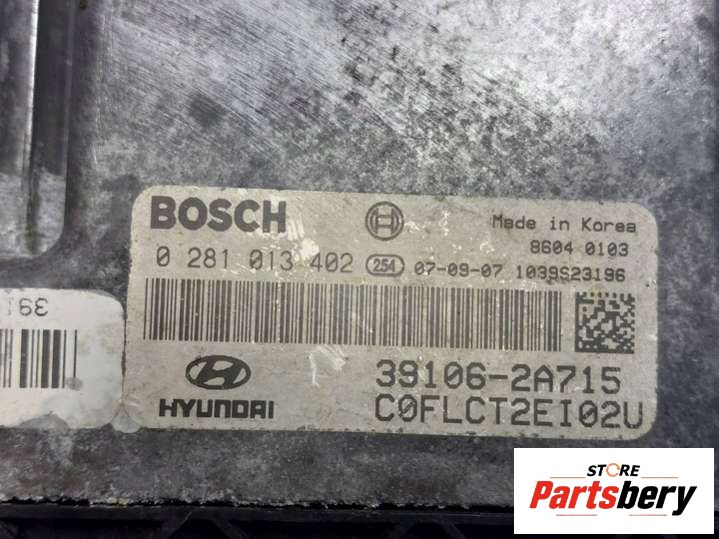 BOSCH
Made in Korea
8604 0103
0 281 013 402 254 07-09-07 1039S23196
391
39106-2A715
HYUNDAI
C0FLCT2EI02U
STORE
Partsbery